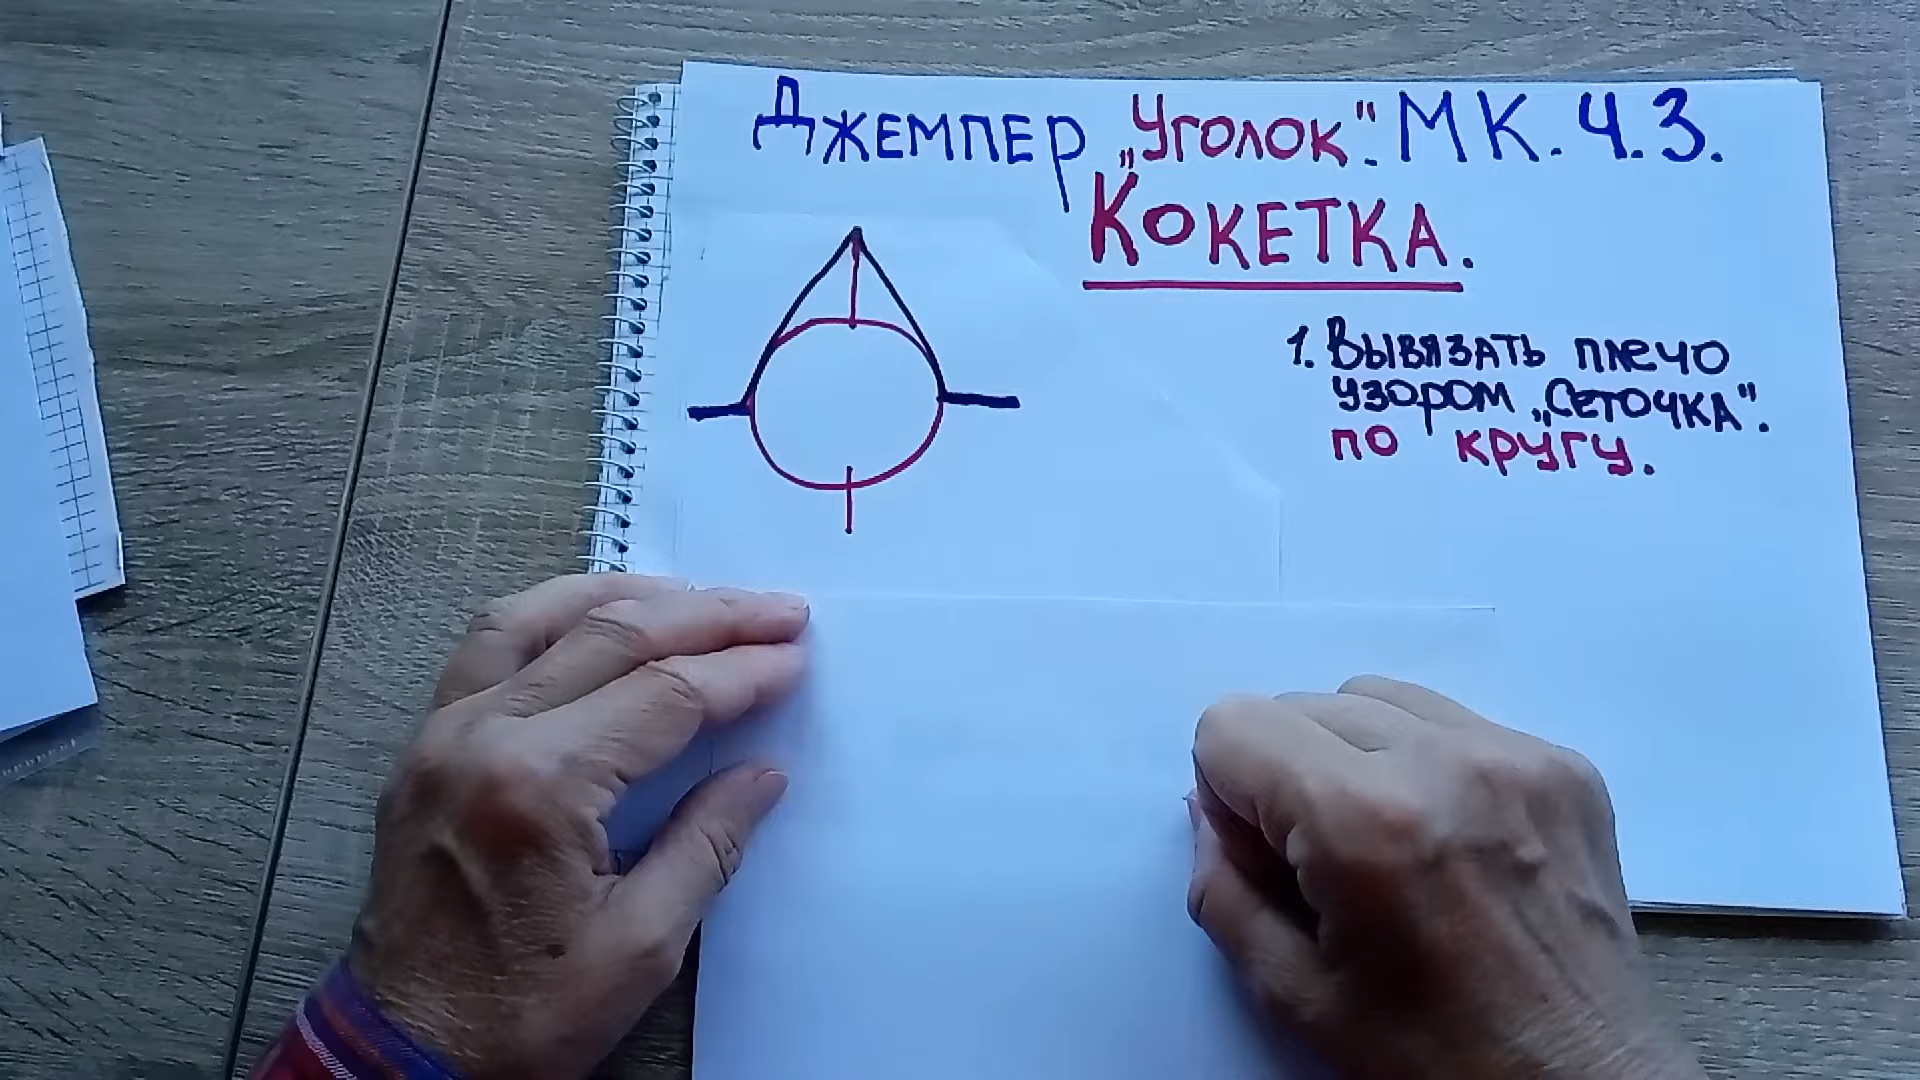 Джемпер „Уголок". МК. Ч.3.
Кокетка.
1. Вывязать плечо
узором „Сеточка".
по кругу.